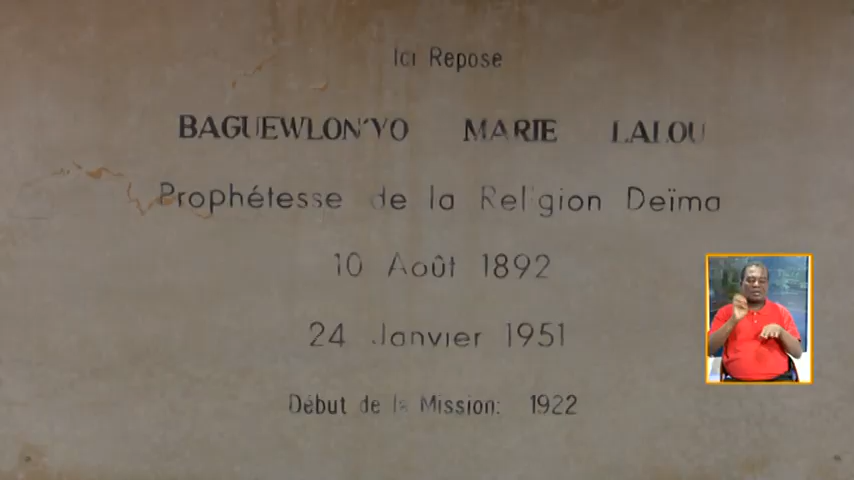 Ici Repose
BAGUEWLON'YO MARIE LALOU
Prophétesse de la Religion Deïma
10 Août 1892
24 Janvier 1951
Début de la Mission: 1922